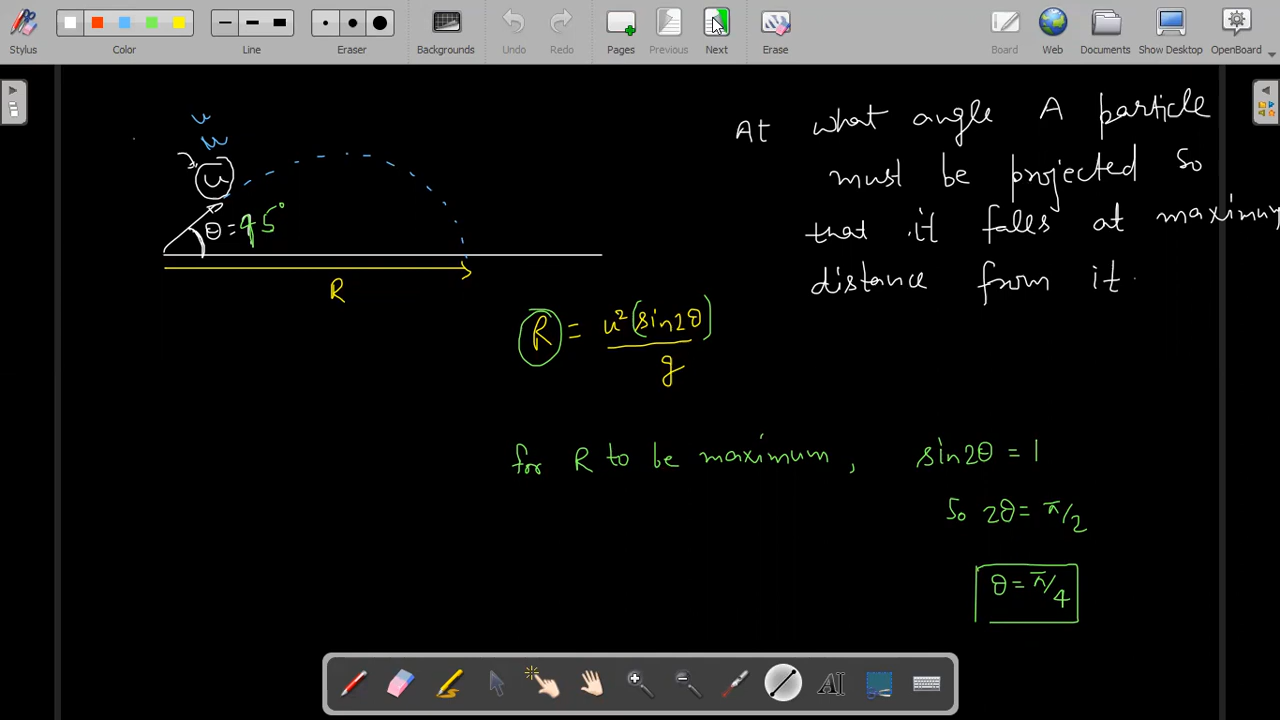 Stylus
Color
Line
Eraser
Backgrounds
Undo
Redo
Pages
Previous
Next
Erase
Board
Web
Documents
Show Desktop
OpenBoard
At what angle A particle
must be projected so
that it falls at maximum
distance from it
u
u
u
θ = 45°
R
R = u²(sin2θ) / g
for R to be maximum, sin2θ = 1
So 2θ = π/2
θ = π/4
AI